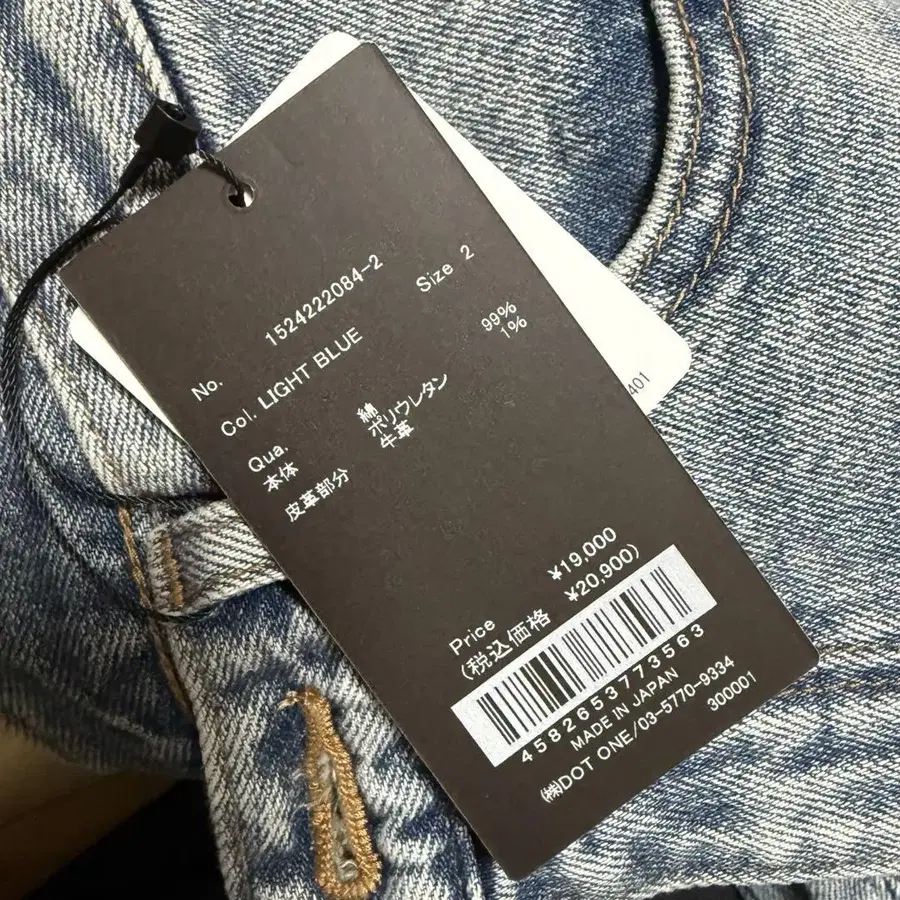 No. 1524222084-2 Size 2
Col. LIGHT BLUE
Qua.
本体 綿 99%
ポリウレタン 1%
皮革部分 牛革
Price ¥19,000
(税込価格 ¥20,900)
4582653773563
MADE IN JAPAN
㈱DOT ONE/03-5770-9334
300001
401